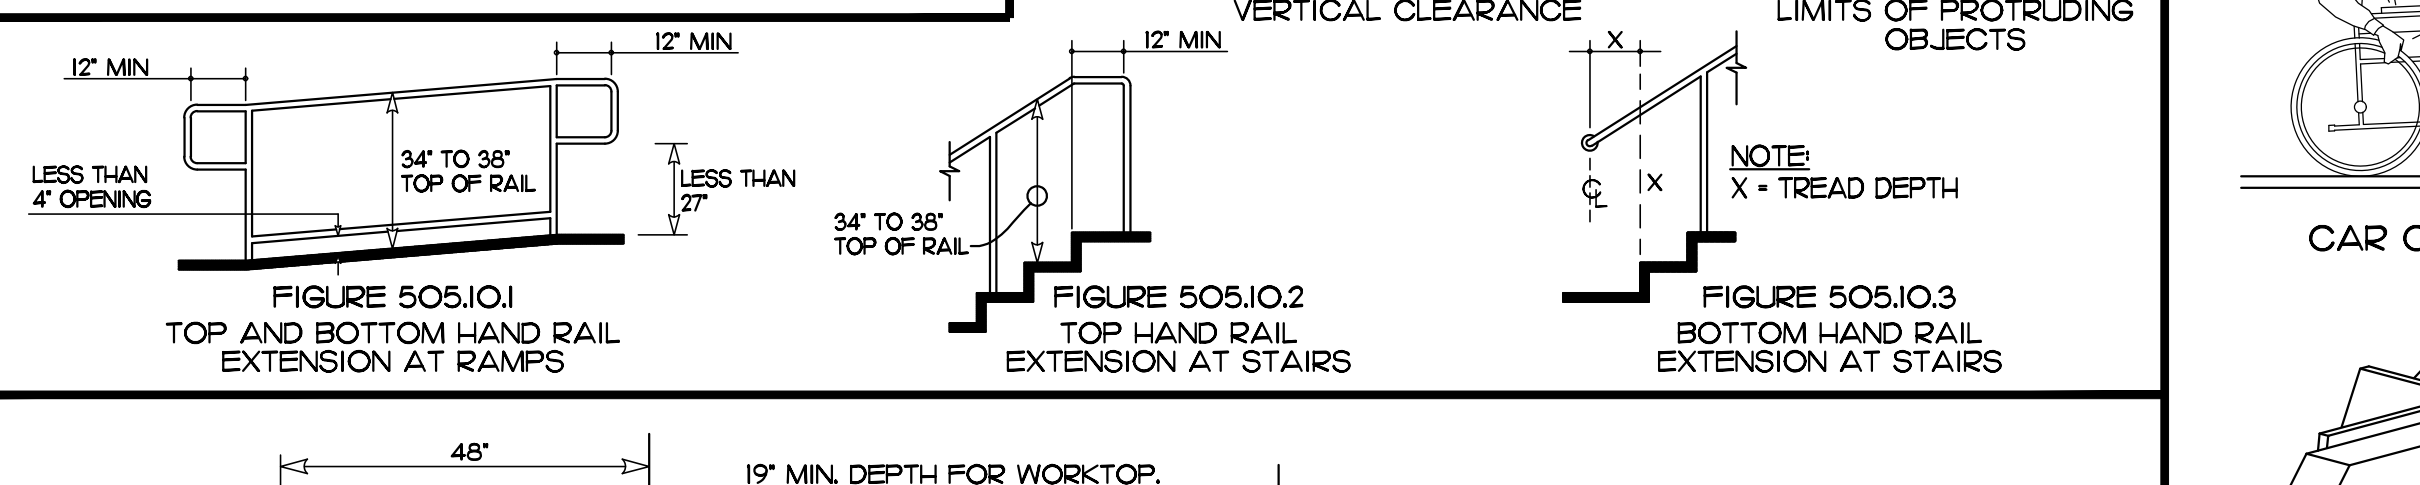 VERTICAL CLEARANCE
LIMITS OF PROTRUDING
OBJECTS
12" MIN
12" MIN
LESS THAN
4" OPENING
34" TO 38"
TOP OF RAIL
LESS THAN
27"
FIGURE 505.10.1
TOP AND BOTTOM HAND RAIL
EXTENSION AT RAMPS
12" MIN
34" TO 38"
TOP OF RAIL
FIGURE 505.10.2
TOP HAND RAIL
EXTENSION AT STAIRS
X
CL
X
NOTE:
X = TREAD DEPTH
FIGURE 505.10.3
BOTTOM HAND RAIL
EXTENSION AT STAIRS
CAR
48"
19" MIN. DEPTH FOR WORKTOP.